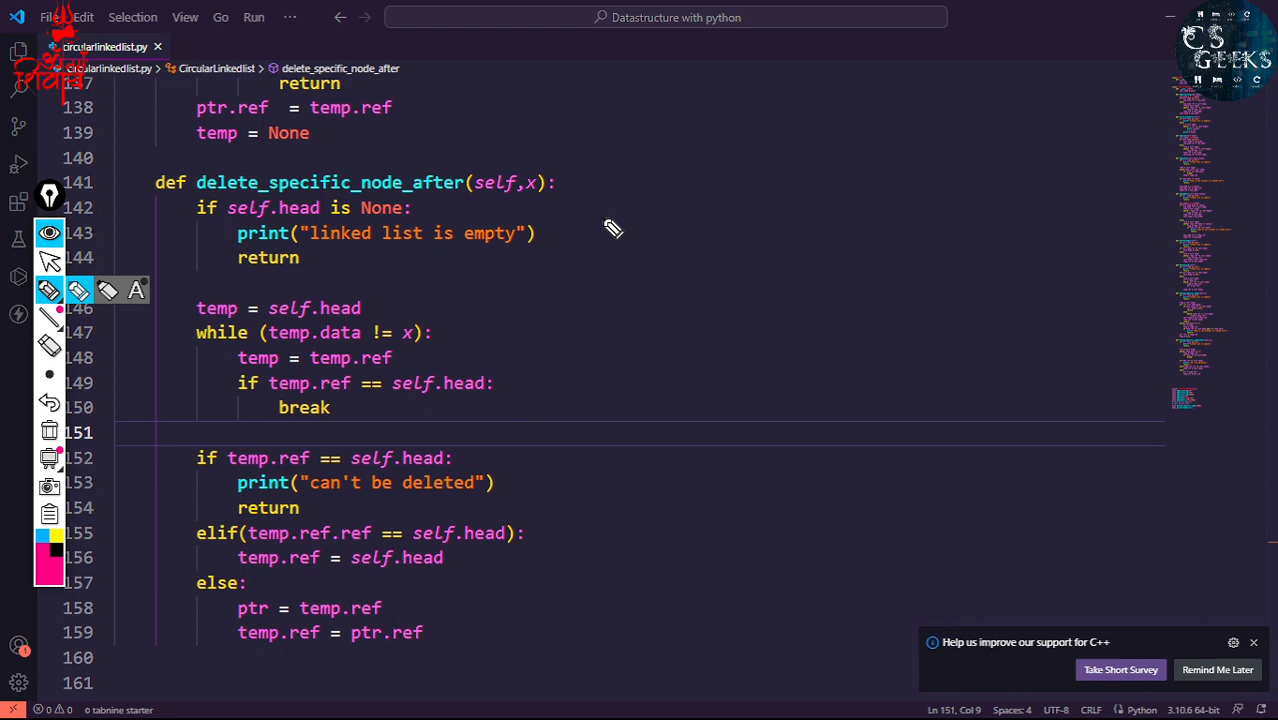 File Edit Selection View Go Run ··· Datastructure with python
CS
GEEKS
circularlinkedlist.py
circularlinkedlist.py > CircularLinkedlist > delete_specific_node_after
शिवाय
137 return
138 ptr.ref  = temp.ref
139 temp = None
140
141 def delete_specific_node_after(self,x):
142 if self.head is None:
143 print("linked list is empty")
144 return
A
146 temp = self.head
147 while (temp.data != x):
148 temp = temp.ref
149 if temp.ref == self.head:
150 break
151
152 if temp.ref == self.head:
153 print("can't be deleted")
154 return
155 elif(temp.ref.ref == self.head):
156 temp.ref = self.head
157 else:
158 ptr = temp.ref
159 temp.ref = ptr.ref
160
161
Help us improve our support for C++
Take Short Survey Remind Me Later
1
0 0 tabnine starter Ln 151, Col 9 Spaces: 4 UTF-8 CRLF Python 3.10.6 64-bit